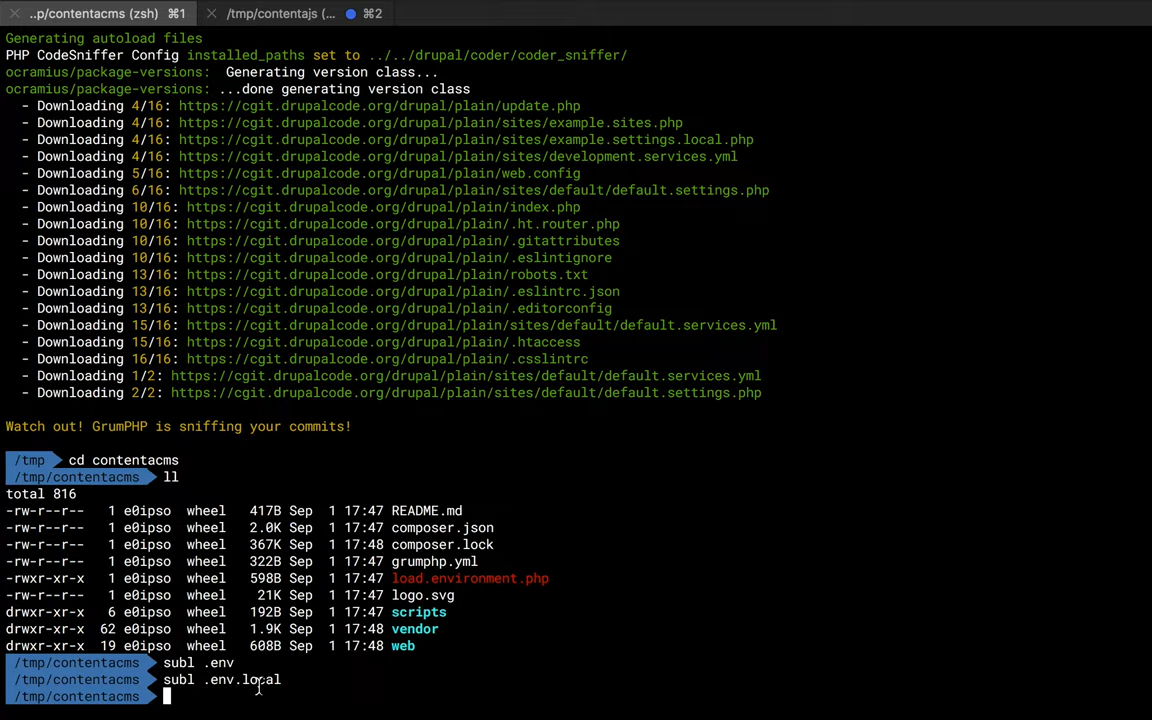 ..p/contentacms (zsh) ⌘1 /tmp/contentajs (... ⌘2
Generating autoload files
PHP CodeSniffer Config installed_paths set to ../../drupal/coder/coder_sniffer/
ocramius/package-versions:  Generating version class...
ocramius/package-versions: ...done generating version class
- Downloading 4/16: https://cgit.drupalcode.org/drupal/plain/update.php
- Downloading 4/16: https://cgit.drupalcode.org/drupal/plain/sites/example.sites.php
- Downloading 4/16: https://cgit.drupalcode.org/drupal/plain/sites/example.settings.local.php
- Downloading 4/16: https://cgit.drupalcode.org/drupal/plain/sites/development.services.yml
- Downloading 5/16: https://cgit.drupalcode.org/drupal/plain/web.config
- Downloading 6/16: https://cgit.drupalcode.org/drupal/plain/sites/default/default.settings.php
- Downloading 10/16: https://cgit.drupalcode.org/drupal/plain/index.php
- Downloading 10/16: https://cgit.drupalcode.org/drupal/plain/.ht.router.php
- Downloading 10/16: https://cgit.drupalcode.org/drupal/plain/.gitattributes
- Downloading 10/16: https://cgit.drupalcode.org/drupal/plain/.eslintignore
- Downloading 13/16: https://cgit.drupalcode.org/drupal/plain/robots.txt
- Downloading 13/16: https://cgit.drupalcode.org/drupal/plain/.eslintrc.json
- Downloading 13/16: https://cgit.drupalcode.org/drupal/plain/.editorconfig
- Downloading 15/16: https://cgit.drupalcode.org/drupal/plain/sites/default/default.services.yml
- Downloading 15/16: https://cgit.drupalcode.org/drupal/plain/.htaccess
- Downloading 16/16: https://cgit.drupalcode.org/drupal/plain/.csslintrc
- Downloading 1/2: https://cgit.drupalcode.org/drupal/plain/sites/default/default.services.yml
- Downloading 2/2: https://cgit.drupalcode.org/drupal/plain/sites/default/default.settings.php
Watch out! GrumPHP is sniffing your commits!
/tmp cd contentacms
/tmp/contentacms ll
total 816
-rw-r--r-- 1 e0ipso wheel 417B Sep 1 17:47 README.md
-rw-r--r-- 1 e0ipso wheel 2.0K Sep 1 17:47 composer.json
-rw-r--r-- 1 e0ipso wheel 367K Sep 1 17:48 composer.lock
-rw-r--r-- 1 e0ipso wheel 322B Sep 1 17:47 grumphp.yml
-rwxr-xr-x 1 e0ipso wheel 598B Sep 1 17:47 load.environment.php
-rw-r--r-- 1 e0ipso wheel 21K Sep 1 17:47 logo.svg
drwxr-xr-x 6 e0ipso wheel 192B Sep 1 17:47 scripts
drwxr-xr-x 62 e0ipso wheel 1.9K Sep 1 17:48 vendor
drwxr-xr-x 19 e0ipso wheel 608B Sep 1 17:48 web
/tmp/contentacms subl .env
/tmp/contentacms subl .env.local
/tmp/contentacms